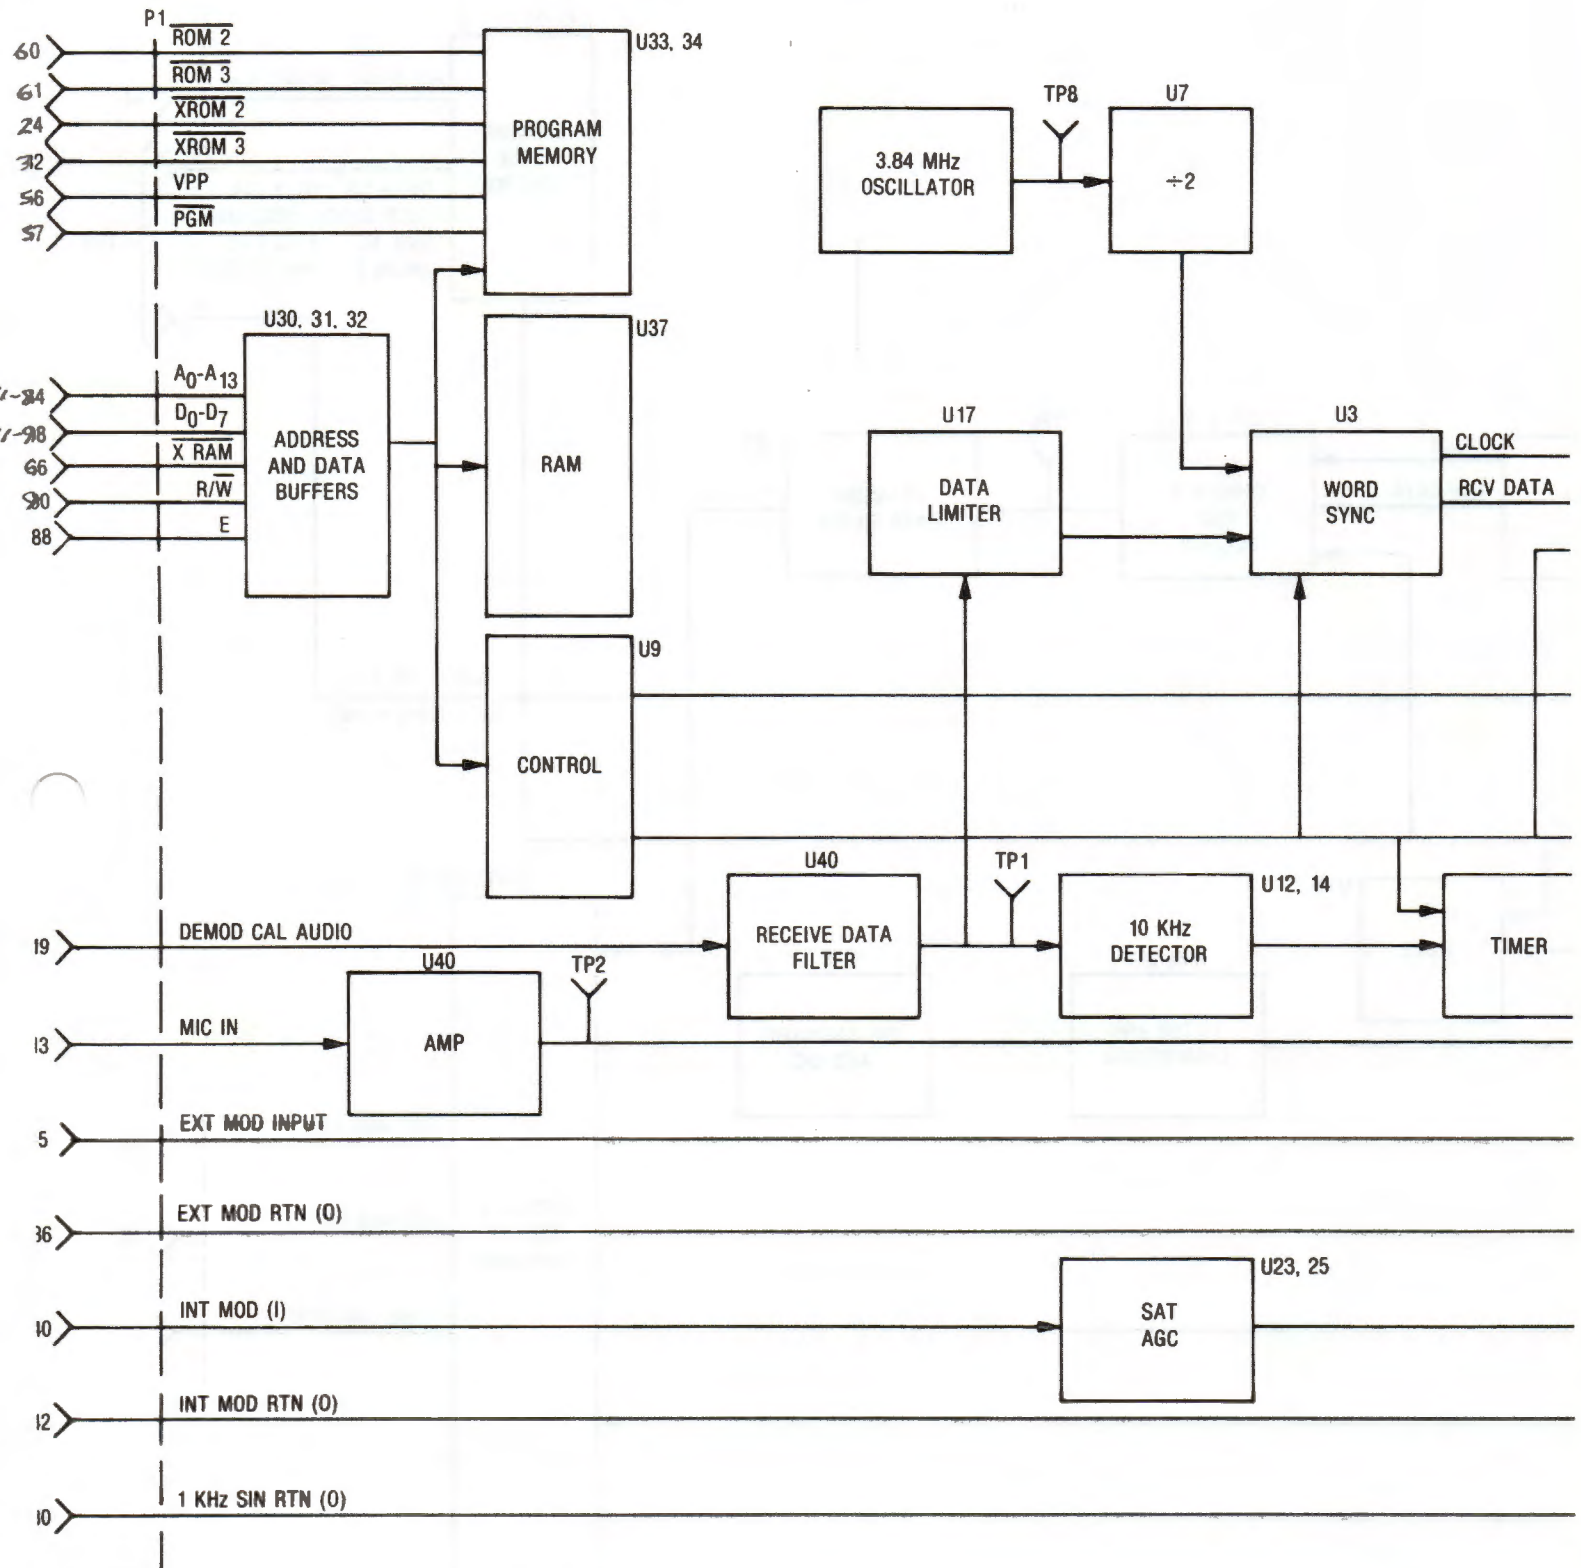 P1
60 ROM 2
61 ROM 3
24 XROM 2
32 XROM 3
56 VPP
57 PGM
PROGRAM
MEMORY
U33, 34
3.84 MHz
OSCILLATOR
TP8
U7
÷2
U30, 31, 32
A0-A13
D0-D7
66 X RAM
R/W
88 E
ADDRESS
AND DATA
BUFFERS
U37
RAM
U17
DATA
LIMITER
U3
WORD
SYNC
CLOCK
RCV DATA
U9
CONTROL
19 DEMOD CAL AUDIO
U40
RECEIVE DATA
FILTER
TP1
U12, 14
10 KHz
DETECTOR
TIMER
MIC IN
U40
AMP
TP2
5 EXT MOD INPUT
EXT MOD RTN (0)
INT MOD (I)
U23, 25
SAT
AGC
INT MOD RTN (0)
1 KHz SIN RTN (0)